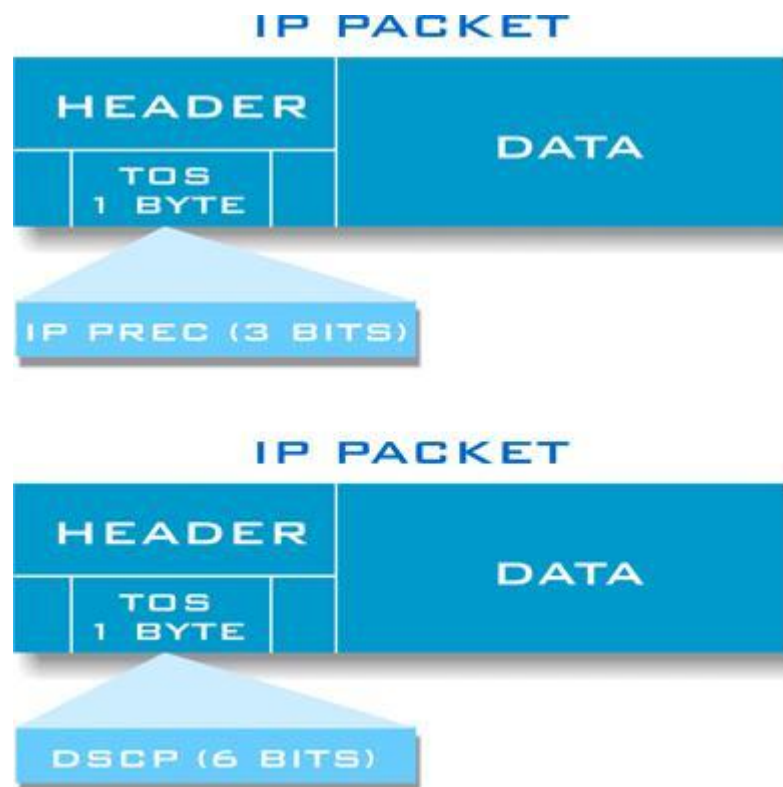 IP PACKET
HEADER
DATA
TOS
1 BYTE
IP PREC (3 BITS)
IP PACKET
HEADER
DATA
TOS
1 BYTE
DSCP (6 BITS)